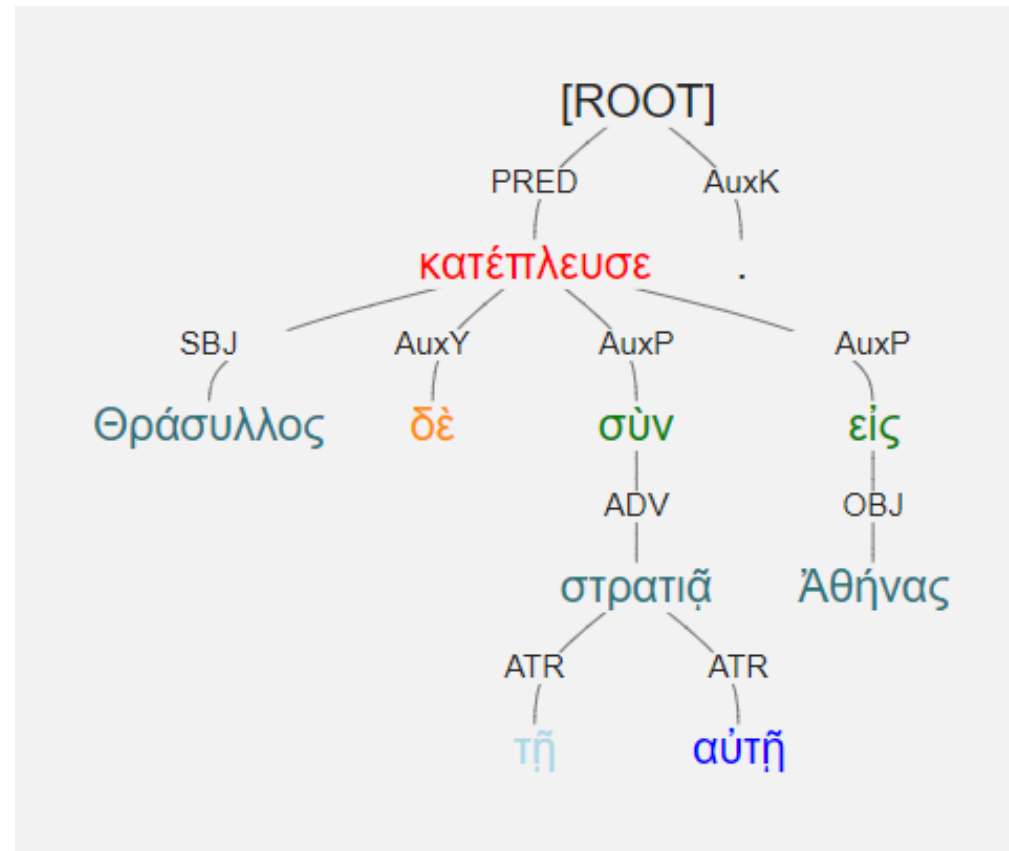 [ROOT]
PRED AuxK
κατέπλευσε .
SBJ AuxY AuxP AuxP
Θράσυλλος δὲ σὺν εἰς
ADV OBJ
στρατιᾷ Ἀθήνας
ATR ATR
τῇ αὐτῇ